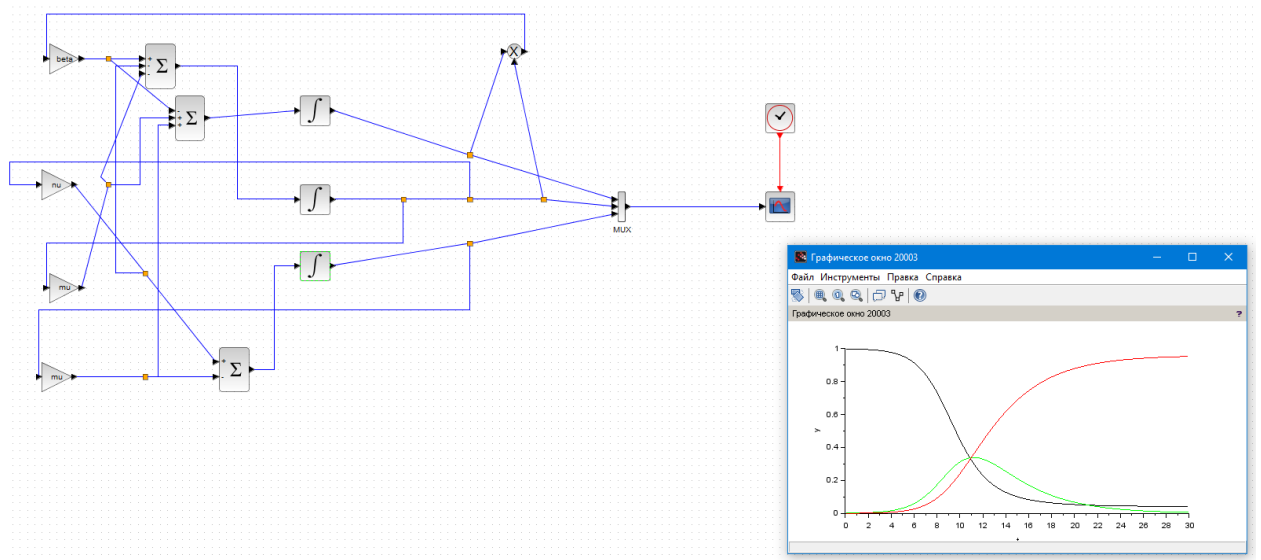 beta
+
-
-
Σ
-
+
+
Σ
∫
X
nu
∫
MUX
mu
∫
mu
+
-
Σ
Графическое окно 20003
Файл Инструменты Правка Справка
Графическое окно 20003 ?
1
0.8
0.6
0.4
0.2
0
y
0 2 4 6 8 10 12 14 16 18 20 22 24 26 28 30